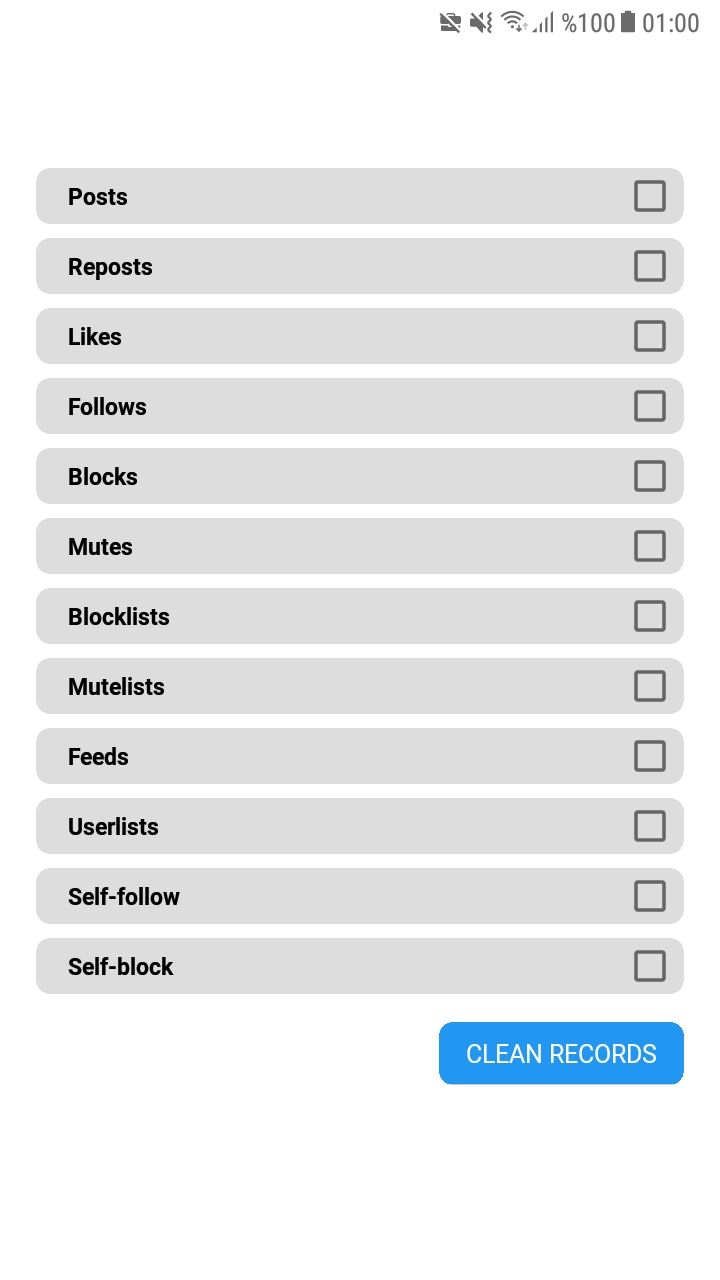 %100 01:00
Posts
Reposts
Likes
Follows
Blocks
Mutes
Blocklists
Mutelists
Feeds
Userlists
Self-follow
Self-block
CLEAN RECORDS